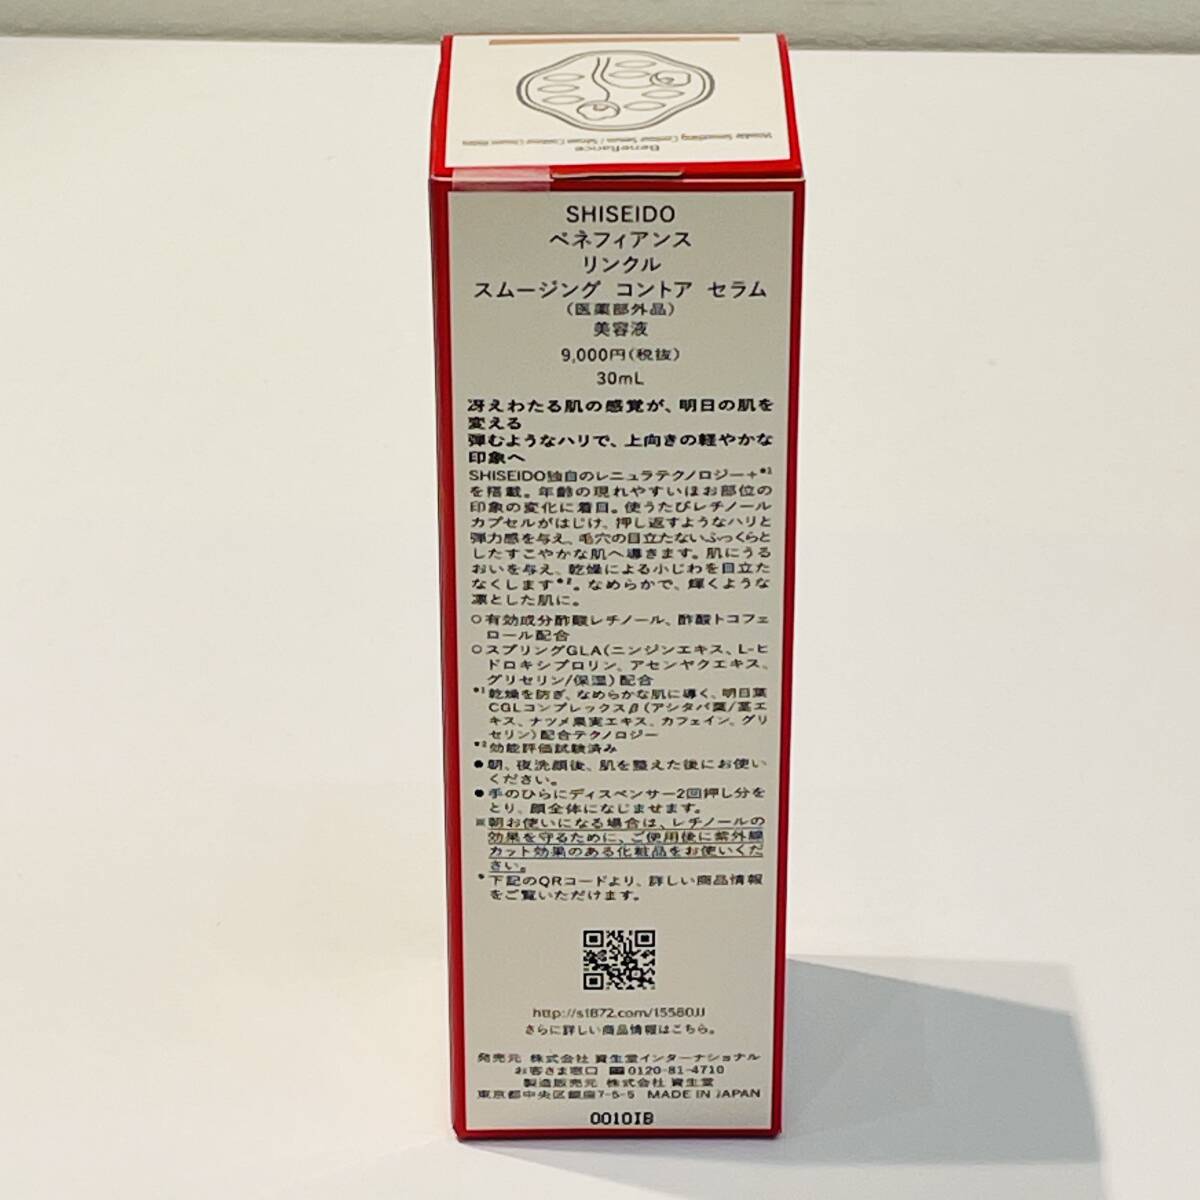 Benefiance
Wrinkle Smoothing Contour Serum / Sérum Contour Lissant Rides
SHISEIDO
ベネフィアンス
リンクル
スムージング コントア セラム
(医薬部外品)
美容液
9,000円(税抜)
30mL
冴えわたる肌の感覚が、明日の肌を
変える
弾むようなハリで、上向きの軽やかな
印象へ
SHISEIDO独自のレニュラテクノロジー+*1
を搭載。年齢の現れやすいほお部位の
印象の変化に着目。使うたびレチノール
カプセルがはじけ、押し返すようなハリと
弾力感を与え、毛穴の目立たないふっくらと
したすこやかな肌へ導きます。肌にうる
おいを与え、乾燥による小じわを目立た
なくします*2。なめらかで、輝くような
凛とした肌に。
○有効成分酢酸レチノール、酢酸トコフェ
ロール配合
○スプリングGLA(ニンジンエキス、L-ヒ
ドロキシプロリン、アセンヤクエキス、
グリセリン/保湿)配合
*1 乾燥を防ぎ、なめらかな肌に導く、明日葉
CGLコンプレックスβ(アシタバ葉/茎エ
キス、ナツメ果実エキス、カフェイン、グリ
セリン)配合テクノロジー
*2 効能評価試験済み
●朝、夜洗顔後、肌を整えた後にお使い
ください。
●手のひらにディスペンサー2回押し分を
とり、顔全体になじませます。
※朝お使いになる場合は、レチノールの
効果を守るために、ご使用後に紫外線
カット効果のある化粧品をお使いくだ
さい。
*下記のQRコードより、詳しい商品情報
をご覧いただけます。
http://s1872.com/15580JJ
さらに詳しい商品情報はこちら。
発売元 株式会社 資生堂インターナショナル
お客さま窓口 0120-81-4710
製造販売元 株式会社 資生堂
東京都中央区銀座7-5-5 MADE IN JAPAN
0010IB